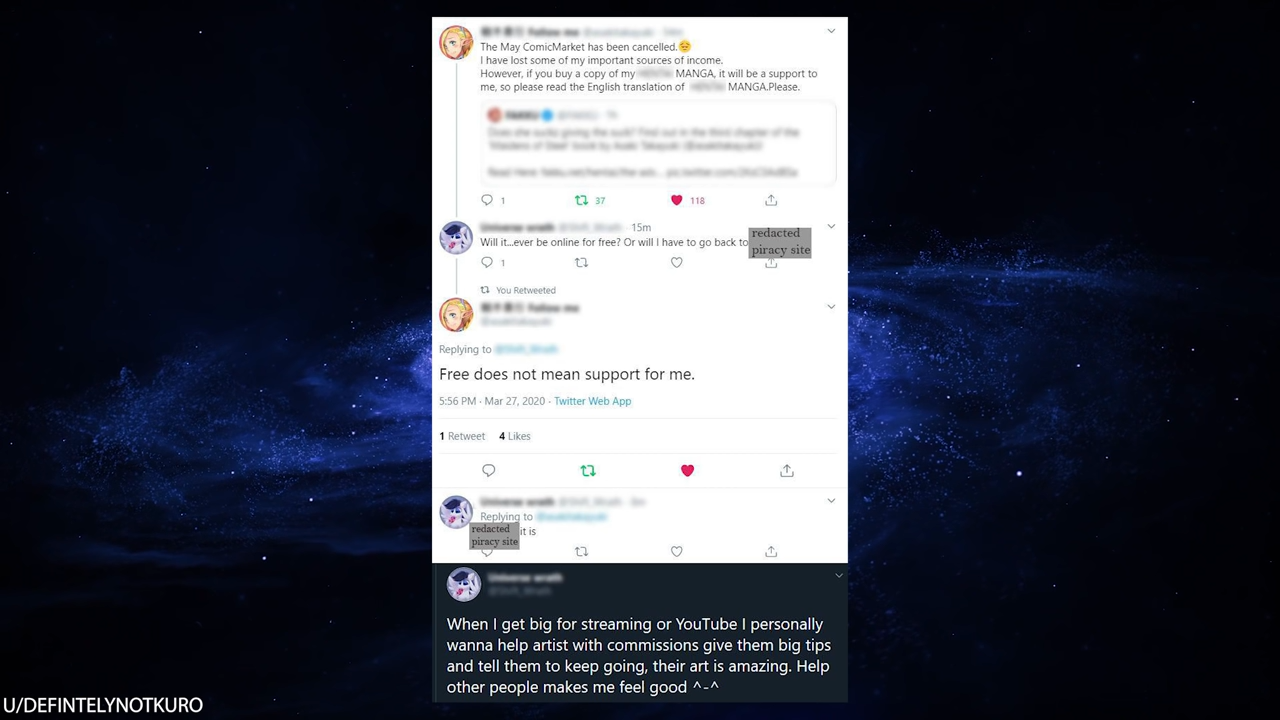 The May ComicMarket has been cancelled.😔
I have lost some of my important sources of income.
However, if you buy a copy of my MANGA, it will be a support to
me, so please read the English translation of MANGA.Please.
1 37 118
15m
Will it...ever be online for free? Or will I have to go back to redacted
piracy site
1
You Retweeted
Replying to
Free does not mean support for me.
5:56 PM · Mar 27, 2020 · Twitter Web App
1 Retweet 4 Likes
Replying to
redacted
piracy site it is
When I get big for streaming or YouTube I personally
wanna help artist with commissions give them big tips
and tell them to keep going, their art is amazing. Help
other people makes me feel good ^-^
U/DEFINTELYNOTKURO